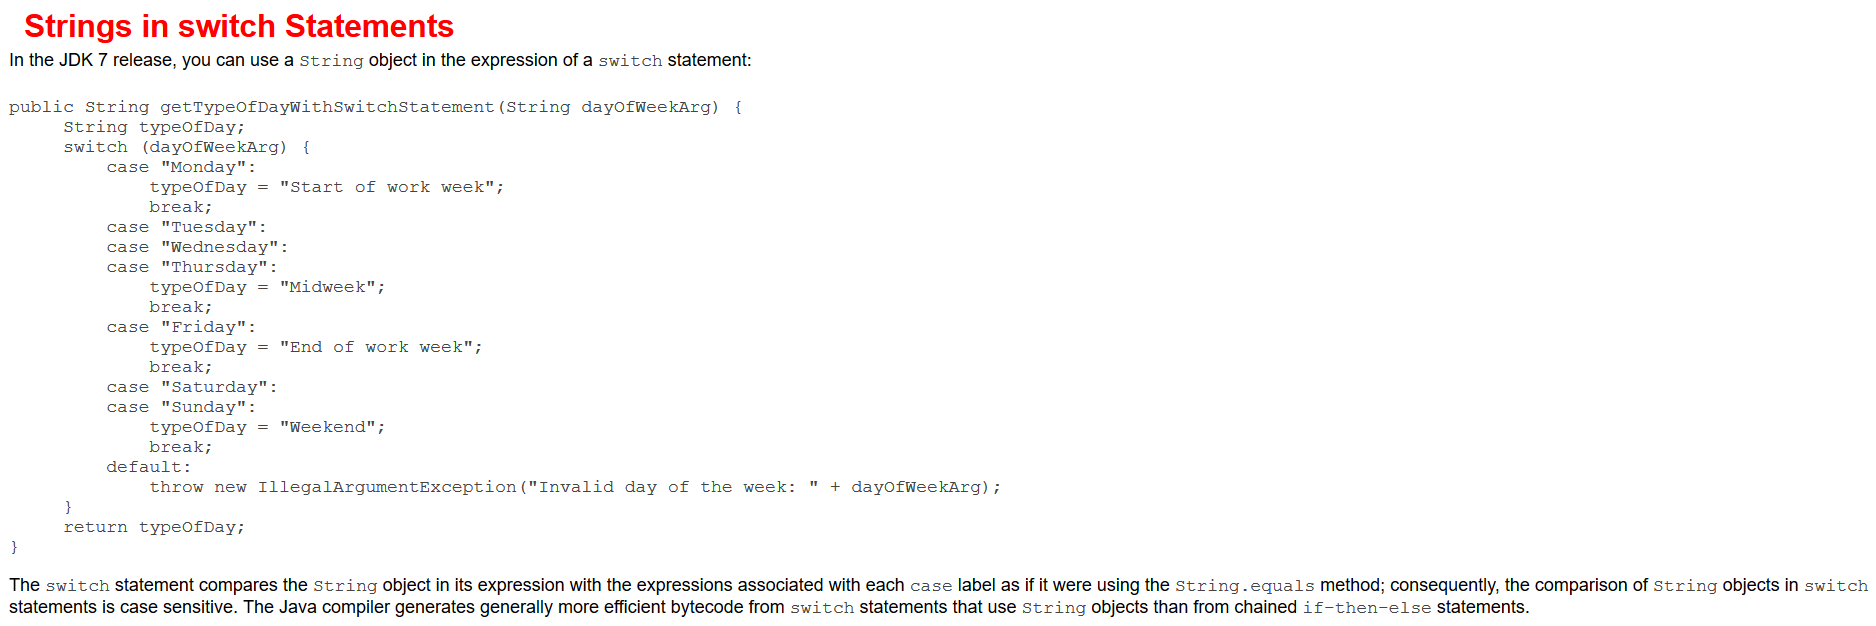 Strings in switch Statements
In the JDK 7 release, you can use a String object in the expression of a switch statement:
public String getTypeOfDayWithSwitchStatement(String dayOfWeekArg) {
     String typeOfDay;
     switch (dayOfWeekArg) {
         case "Monday":
             typeOfDay = "Start of work week";
             break;
         case "Tuesday":
         case "Wednesday":
         case "Thursday":
             typeOfDay = "Midweek";
             break;
         case "Friday":
             typeOfDay = "End of work week";
             break;
         case "Saturday":
         case "Sunday":
             typeOfDay = "Weekend";
             break;
         default:
             throw new IllegalArgumentException("Invalid day of the week: " + dayOfWeekArg);
     }
     return typeOfDay;
}
The switch statement compares the String object in its expression with the expressions associated with each case label as if it were using the String.equals method; consequently, the comparison of String objects in switch
statements is case sensitive. The Java compiler generates generally more efficient bytecode from switch statements that use String objects than from chained if-then-else statements.